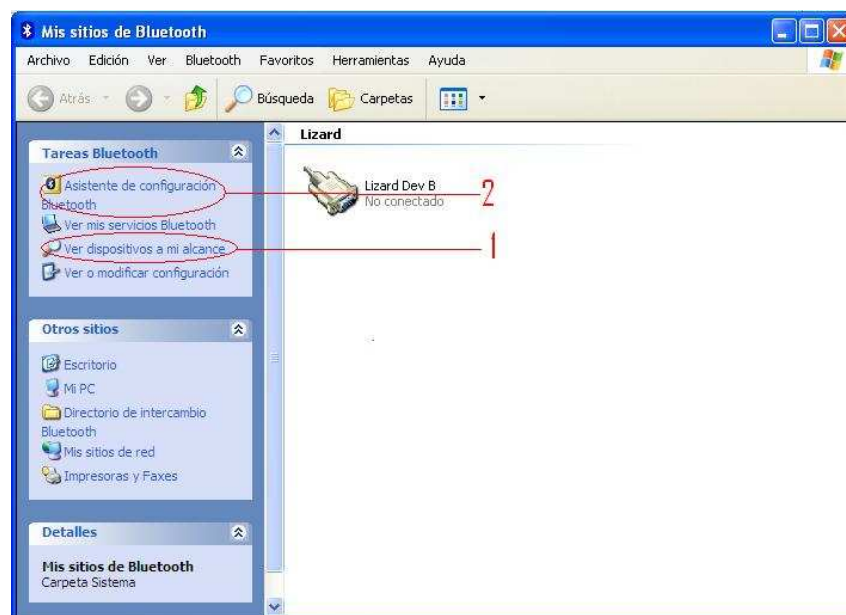 Mis sitios de Bluetooth
Archivo Edición Ver Bluetooth Favoritos Herramientas Ayuda
Atrás Búsqueda Carpetas
Tareas Bluetooth
Asistente de configuración
Bluetooth
Ver mis servicios Bluetooth
Ver dispositivos a mi alcance
Ver o modificar configuración
Otros sitios
Escritorio
Mi PC
Directorio de intercambio
Bluetooth
Mis sitios de red
Impresoras y Faxes
Detalles
Mis sitios de Bluetooth
Carpeta Sistema
Lizard
Lizard Dev B
No conectado
2
1